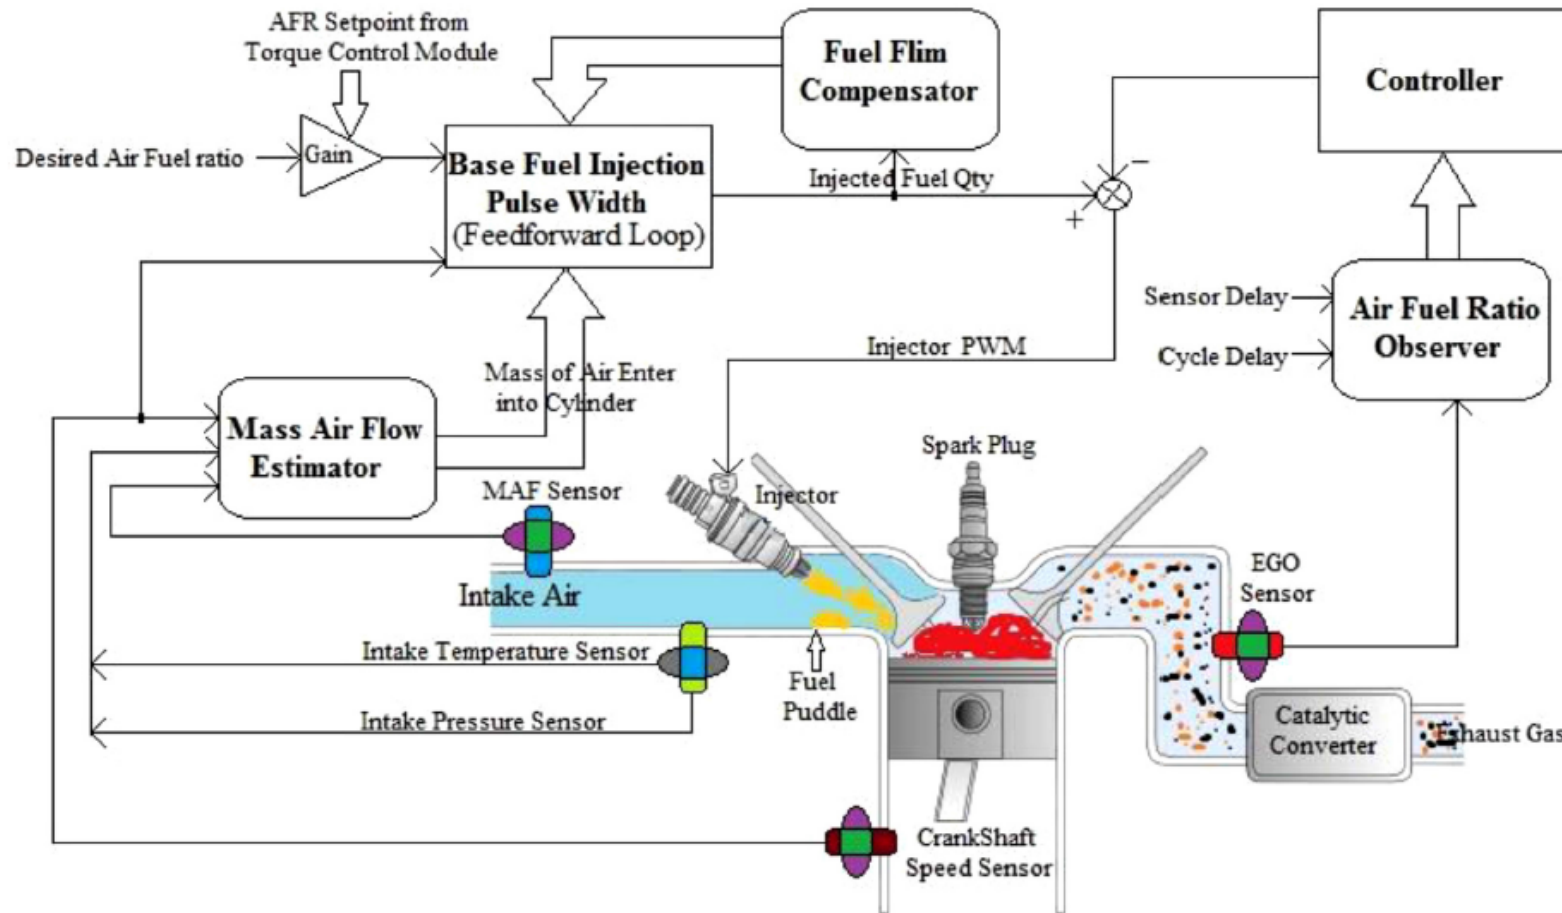 AFR Setpoint from
Torque Control Module
Fuel Flim
Compensator
Controller
Desired Air Fuel ratio
Gain
Base Fuel Injection
Pulse Width
(Feedforward Loop)
Injected Fuel Qty
−
+
Sensor Delay
Cycle Delay
Air Fuel Ratio
Observer
Injector PWM
Mass of Air Enter
into Cylinder
Mass Air Flow
Estimator
MAF Sensor
Injector
Spark Plug
EGO
Sensor
Intake Air
Intake Temperature Sensor
Intake Pressure Sensor
Fuel
Puddle
Catalytic
Converter
Exhaust Gas
CrankShaft
Speed Sensor